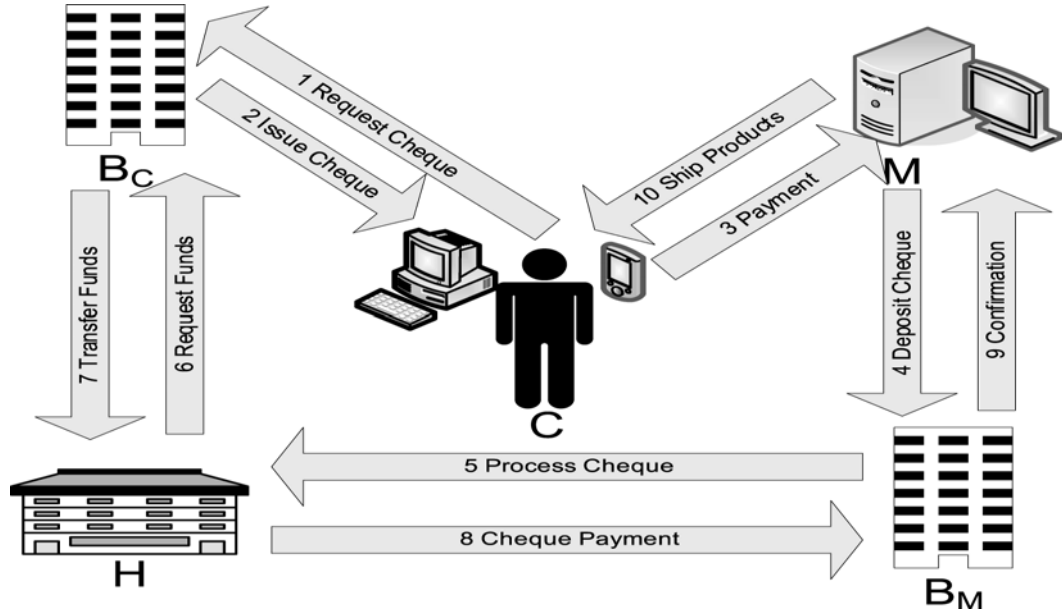 1 Request Cheque
2 Issue Cheque
B_C
10 Ship Products
3 Payment
M
7 Transfer Funds
6 Request Funds
4 Deposit Cheque
9 Confirmation
C
5 Process Cheque
8 Cheque Payment
H
B_M